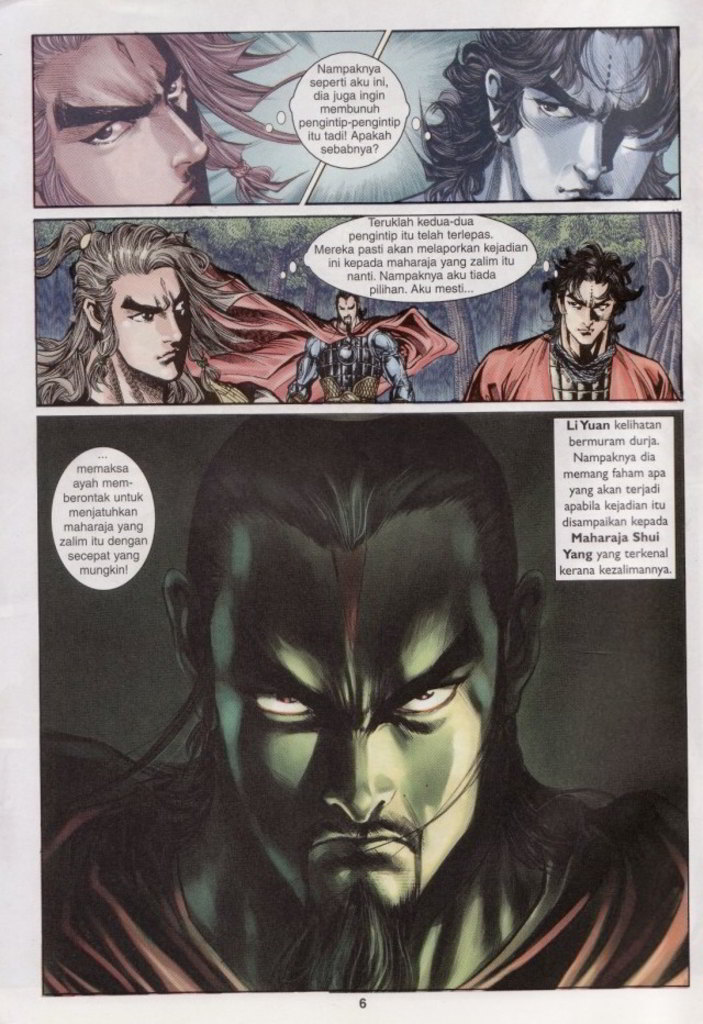 Nampaknya
seperti aku ini,
dia juga ingin
membunuh
pengintip-pengintip
itu tadi! Apakah
sebabnya?
Teruklah kedua-dua
pengintip itu telah terlepas.
Mereka pasti akan melaporkan kejadian
ini kepada maharaja yang zalim itu
nanti. Nampaknya aku tiada
pilihan. Aku mesti...
...
memaksa
ayah mem-
berontak untuk
menjatuhkan
maharaja yang
zalim itu dengan
secepat yang
mungkin!
Li Yuan kelihatan
bermuram durja.
Nampaknya dia
memang faham apa
yang akan terjadi
apabila kejadian itu
disampaikan kepada
Maharaja Shui
Yang yang terkenal
kerana kezalimannya.
6